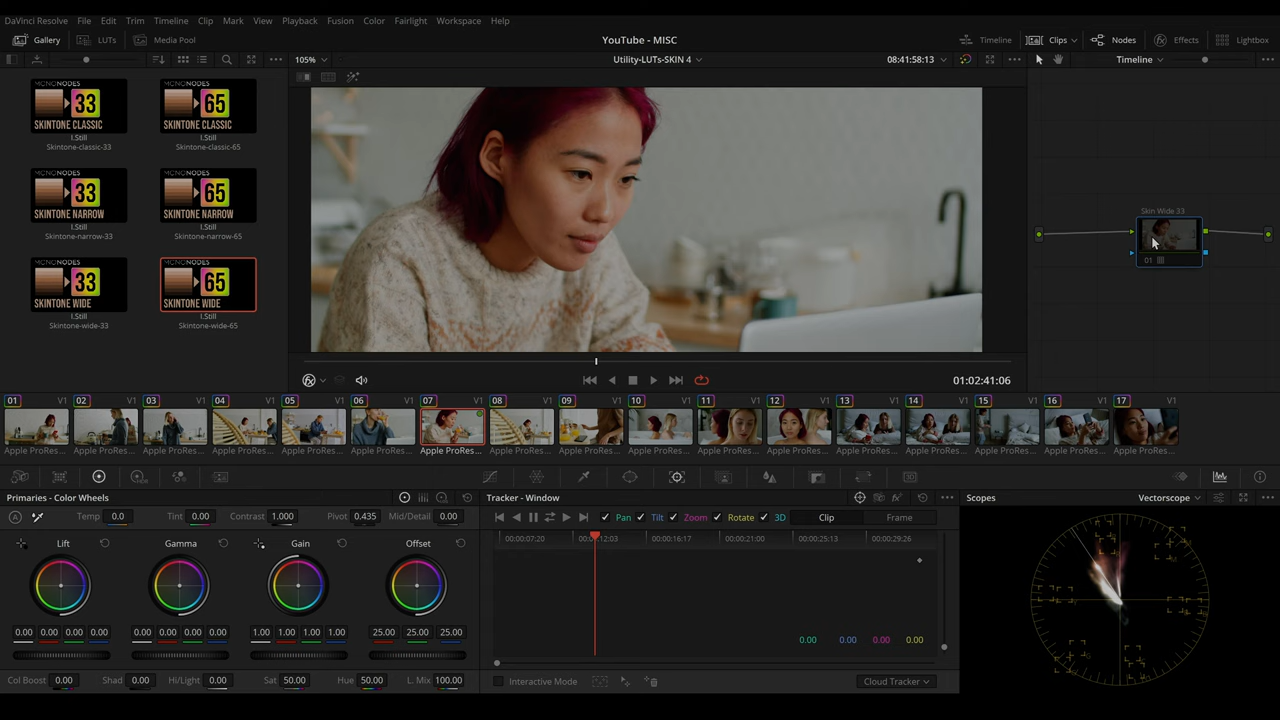 DaVinci Resolve File Edit Trim Timeline Clip Mark View Playback Fusion Color Fairlight Workspace Help
Gallery LUTs Media Pool YouTube - MISC Timeline Clips Nodes Effects Lightbox
105% Utility-LUTs-SKIN 4 08:41:58:13 Timeline
MONONODES MONONODES
33 65
SKINTONE CLASSIC SKINTONE CLASSIC
I.Still I.Still
Skintone-classic-33 Skintone-classic-65
MONONODES MONONODES
33 65
SKINTONE NARROW SKINTONE NARROW
I.Still I.Still
Skintone-narrow-33 Skintone-narrow-65
MONONODES MONONODES
33 65
SKINTONE WIDE SKINTONE WIDE
I.Still I.Still
Skintone-wide-33 Skintone-wide-65
Skin Wide 33
01
01:02:41:06
01 V1 02 V1 03 V1 04 V1 05 V1 06 V1 07 V1 08 V1 09 V1 10 V1 11 V1 12 V1 13 V1 14 V1 15 V1 16 V1 17 V1
Apple ProRes... Apple ProRes... Apple ProRes... Apple ProRes... Apple ProRes... Apple ProRes... Apple ProRes... Apple ProRes... Apple ProRes... Apple ProRes... Apple ProRes... Apple ProRes... Apple ProRes... Apple ProRes... Apple ProRes... Apple ProRes... Apple ProRes...
Primaries - Color Wheels Tracker - Window Scopes Vectorscope
A Temp 0.0 Tint 0.00 Contrast 1.000 Pivot 0.435 Mid/Detail 0.00 Pan Tilt Zoom Rotate 3D Clip Frame
Lift Gamma Gain Offset
00:00:07:20 00:00:16:17 00:00:21:00 00:00:25:13 00:00:29:26
0.00 0.00 0.00 0.00 0.00 0.00 0.00 0.00 1.00 1.00 1.00 1.00 25.00 25.00 25.00
0.00 0.00 0.00 0.00
Col Boost 0.00 Shad 0.00 Hi/Light 0.00 Sat 50.00 Hue 50.00 L. Mix 100.00 Interactive Mode Cloud Tracker